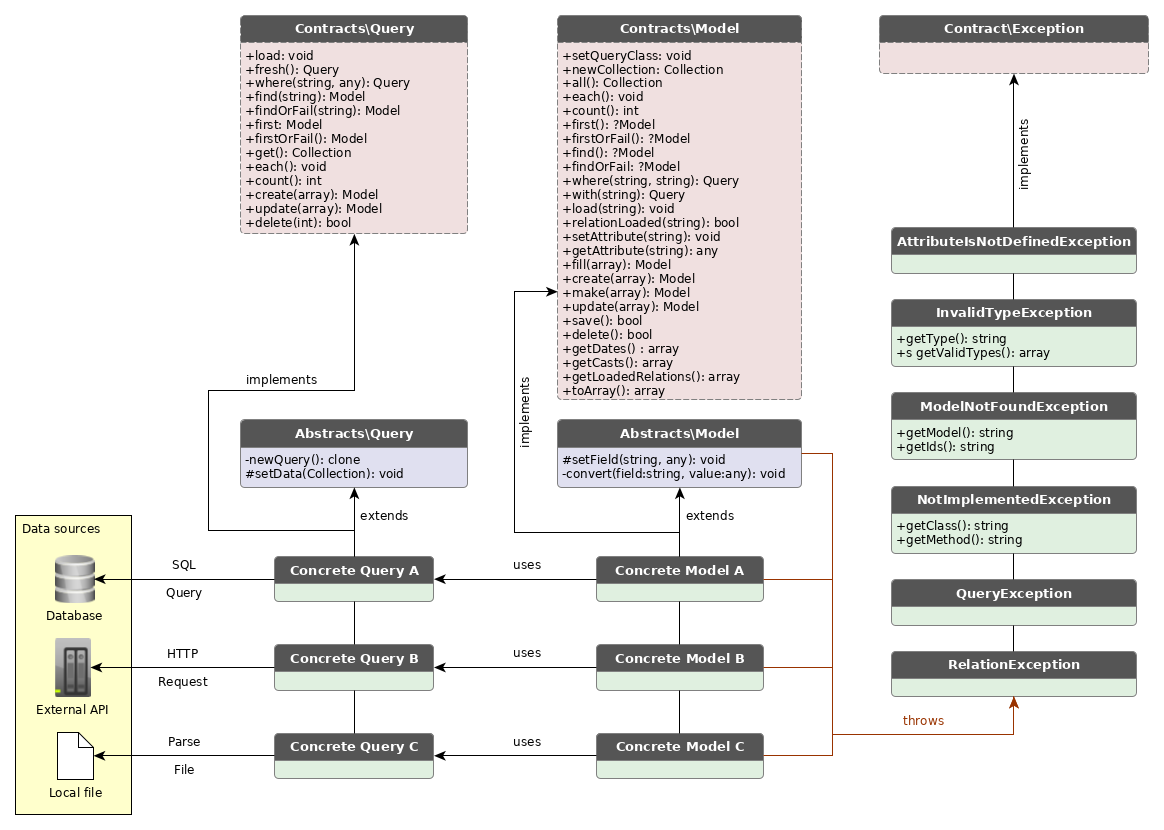 Contracts\Query
+load: void
+fresh(): Query
+where(string, any): Query
+find(string): Model
+findOrFail(string): Model
+first: Model
+firstOrFail(): Model
+get(): Collection
+each(): void
+count(): int
+create(array): Model
+update(array): Model
+delete(int): bool
Contracts\Model
+setQueryClass: void
+newCollection: Collection
+all(): Collection
+each(): void
+count(): int
+first(): ?Model
+firstOrFail(): ?Model
+find(): ?Model
+findOrFail: ?Model
+where(string, string): Query
+with(string): Query
+load(string): void
+relationLoaded(string): bool
+setAttribute(string): void
+getAttribute(string): any
+fill(array): Model
+create(array): Model
+make(array): Model
+update(array): Model
+save(): bool
+delete(): bool
+getDates() : array
+getCasts(): array
+getLoadedRelations(): array
+toArray(): array
Contract\Exception
implements
AttributeIsNotDefinedException
InvalidTypeException
+getType(): string
+s getValidTypes(): array
ModelNotFoundException
+getModel(): string
+getIds(): string
NotImplementedException
+getClass(): string
+getMethod(): string
QueryException
RelationException
throws
implements
implements
Abstracts\Query
-newQuery(): clone
#setData(Collection): void
Abstracts\Model
#setField(string, any): void
-convert(field:string, value:any): void
extends
extends
Data sources
Database
External API
Local file
SQL
Query
Concrete Query A
uses
Concrete Model A
HTTP
Request
Concrete Query B
uses
Concrete Model B
Parse
File
Concrete Query C
uses
Concrete Model C